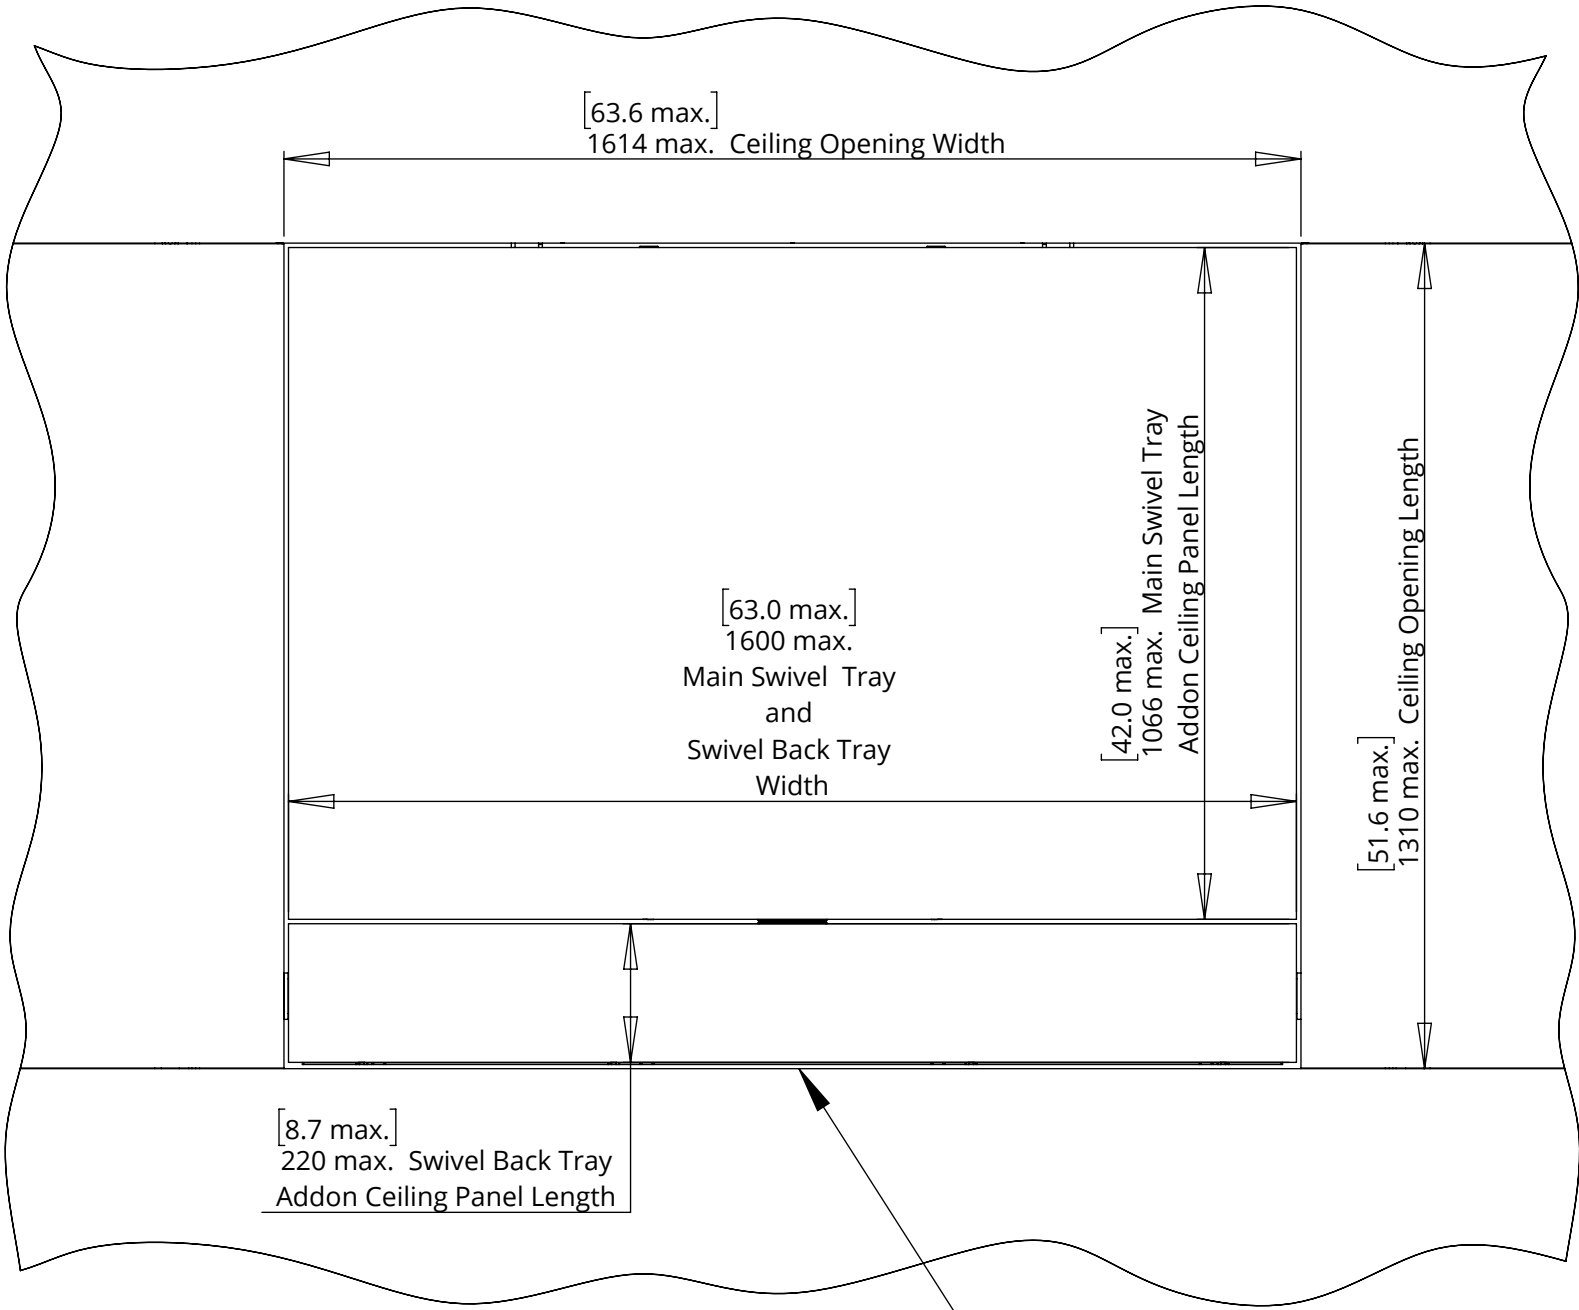 [63.6 max.]
1614 max. Ceiling Opening Width
[63.0 max.]
1600 max.
Main Swivel Tray
and
Swivel Back Tray
Width
[42.0 max.]
1066 max. Main Swivel Tray
Addon Ceiling Panel Length
[51.6 max.]
1310 max. Ceiling Opening Length
[8.7 max.]
220 max. Swivel Back Tray
Addon Ceiling Panel Length